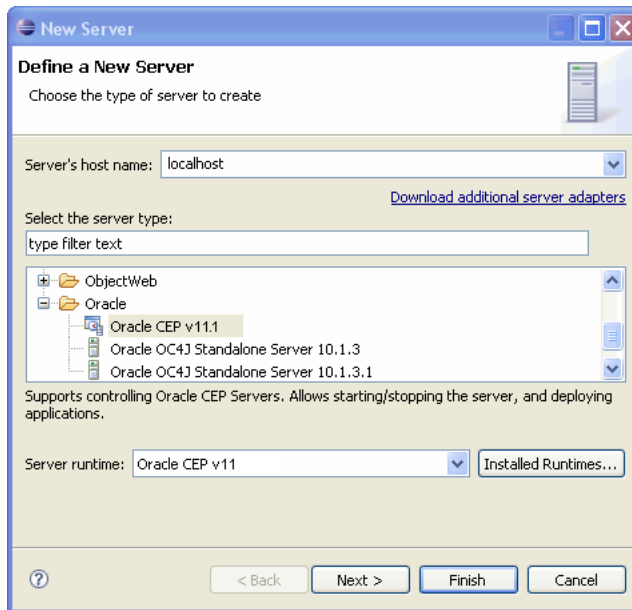 New Server
Define a New Server
Choose the type of server to create
Server's host name: localhost
Download additional server adapters
Select the server type:
type filter text
ObjectWeb
Oracle
Oracle CEP v11.1
Oracle OC4J Standalone Server 10.1.3
Oracle OC4J Standalone Server 10.1.3.1
Supports controlling Oracle CEP Servers. Allows starting/stopping the server, and deploying
applications.
Server runtime: Oracle CEP v11 Installed Runtimes...
? < Back Next > Finish Cancel